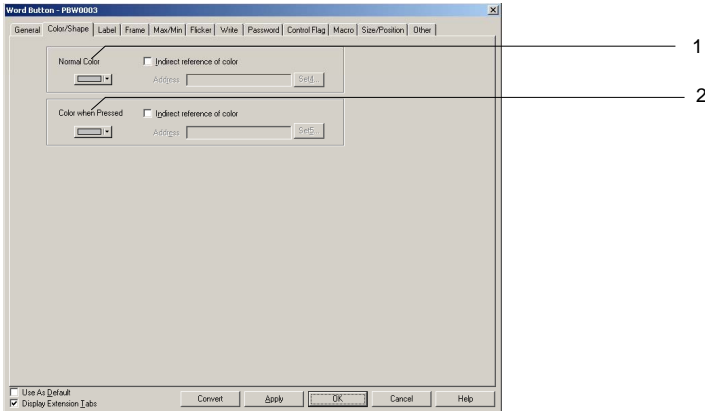 Word Button - PBW0003
General Color/Shape Label Frame Max/Min Flicker Write Password Control Flag Macro Size/Position Other
1
Normal Color Indirect reference of color
Address Set4...
2
Color when Pressed Indirect reference of color
Address Set5...
Use As Default
Display Extension Tabs
Convert Apply OK Cancel Help